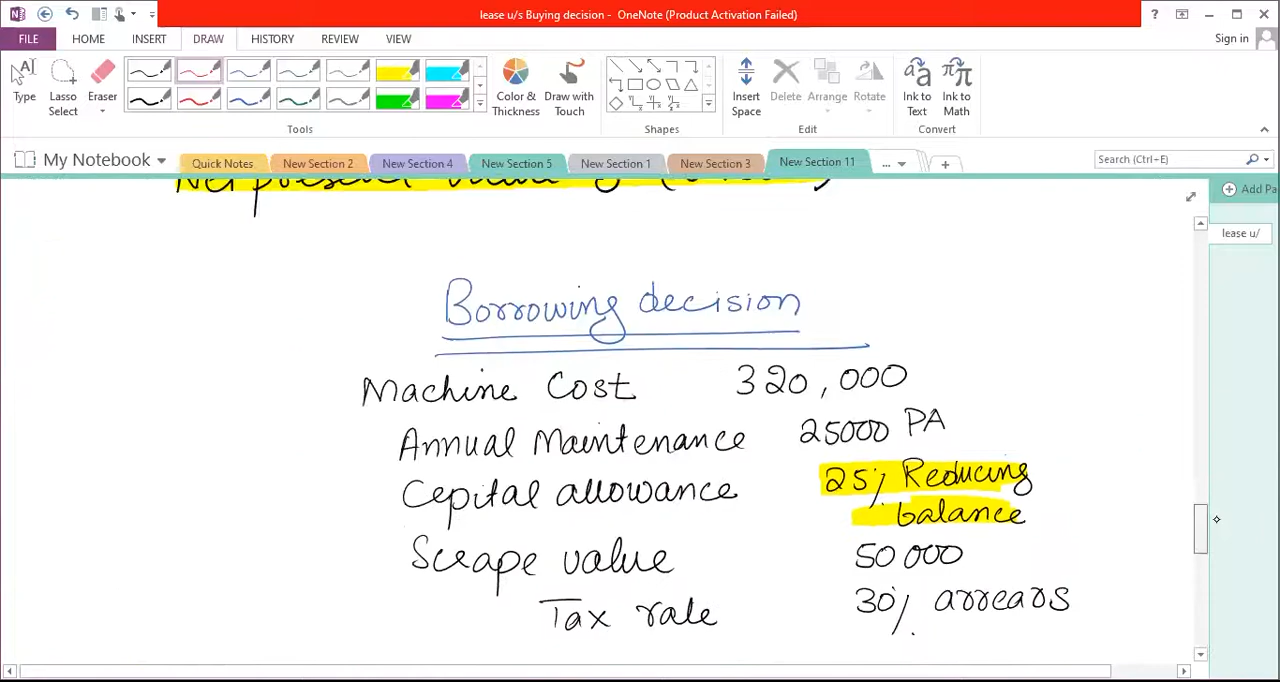 lease u/s Buying decision - OneNote (Product Activation Failed)
FILE HOME INSERT DRAW HISTORY REVIEW VIEW
Sign in
Type
Lasso Select
Eraser
Color & Thickness
Draw with Touch
Insert Space
Delete
Arrange
Rotate
Ink to Text
Ink to Math
Tools
Shapes
Edit
Convert
My Notebook
Quick Notes
New Section 2
New Section 4
New Section 5
New Section 1
New Section 3
New Section 11
...
Search (Ctrl+E)
Add Pa
lease u/
Borrowing decision
Machine Cost 320,000
Annual Maintenance 25000 PA
Cepital allowance 25% Reducing
balance
Screape value 50000
Tax rate 30% arrears